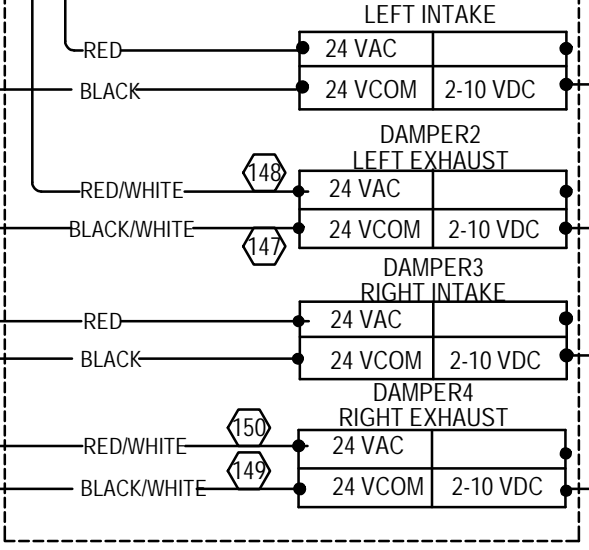 LEFT INTAKE
RED 24 VAC
BLACK 24 VCOM 2-10 VDC
DAMPER2
LEFT EXHAUST
148
RED/WHITE 24 VAC
BLACK/WHITE 24 VCOM 2-10 VDC
147
DAMPER3
RIGHT INTAKE
RED 24 VAC
BLACK 24 VCOM 2-10 VDC
DAMPER4
RIGHT EXHAUST
150
RED/WHITE 24 VAC
149
BLACK/WHITE 24 VCOM 2-10 VDC